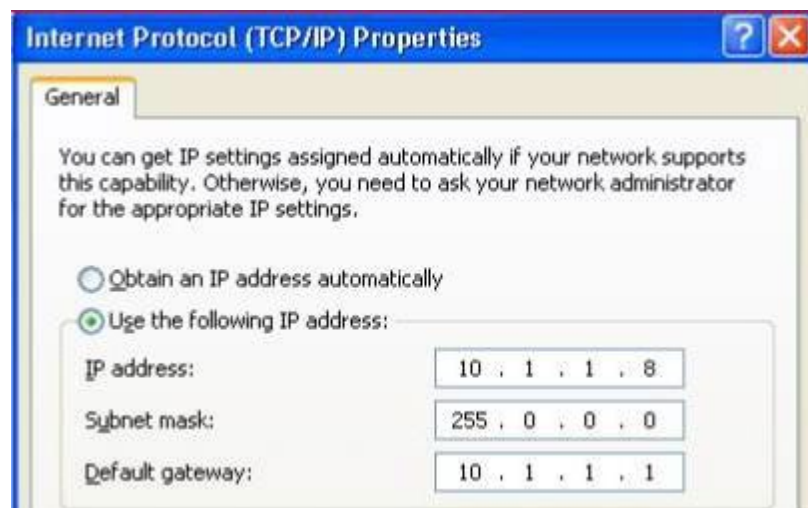 Internet Protocol (TCP/IP) Properties
General
You can get IP settings assigned automatically if your network supports
this capability. Otherwise, you need to ask your network administrator
for the appropriate IP settings.
Obtain an IP address automatically
Use the following IP address:
IP address: 10 . 1 . 1 . 8
Subnet mask: 255 . 0 . 0 . 0
Default gateway: 10 . 1 . 1 . 1